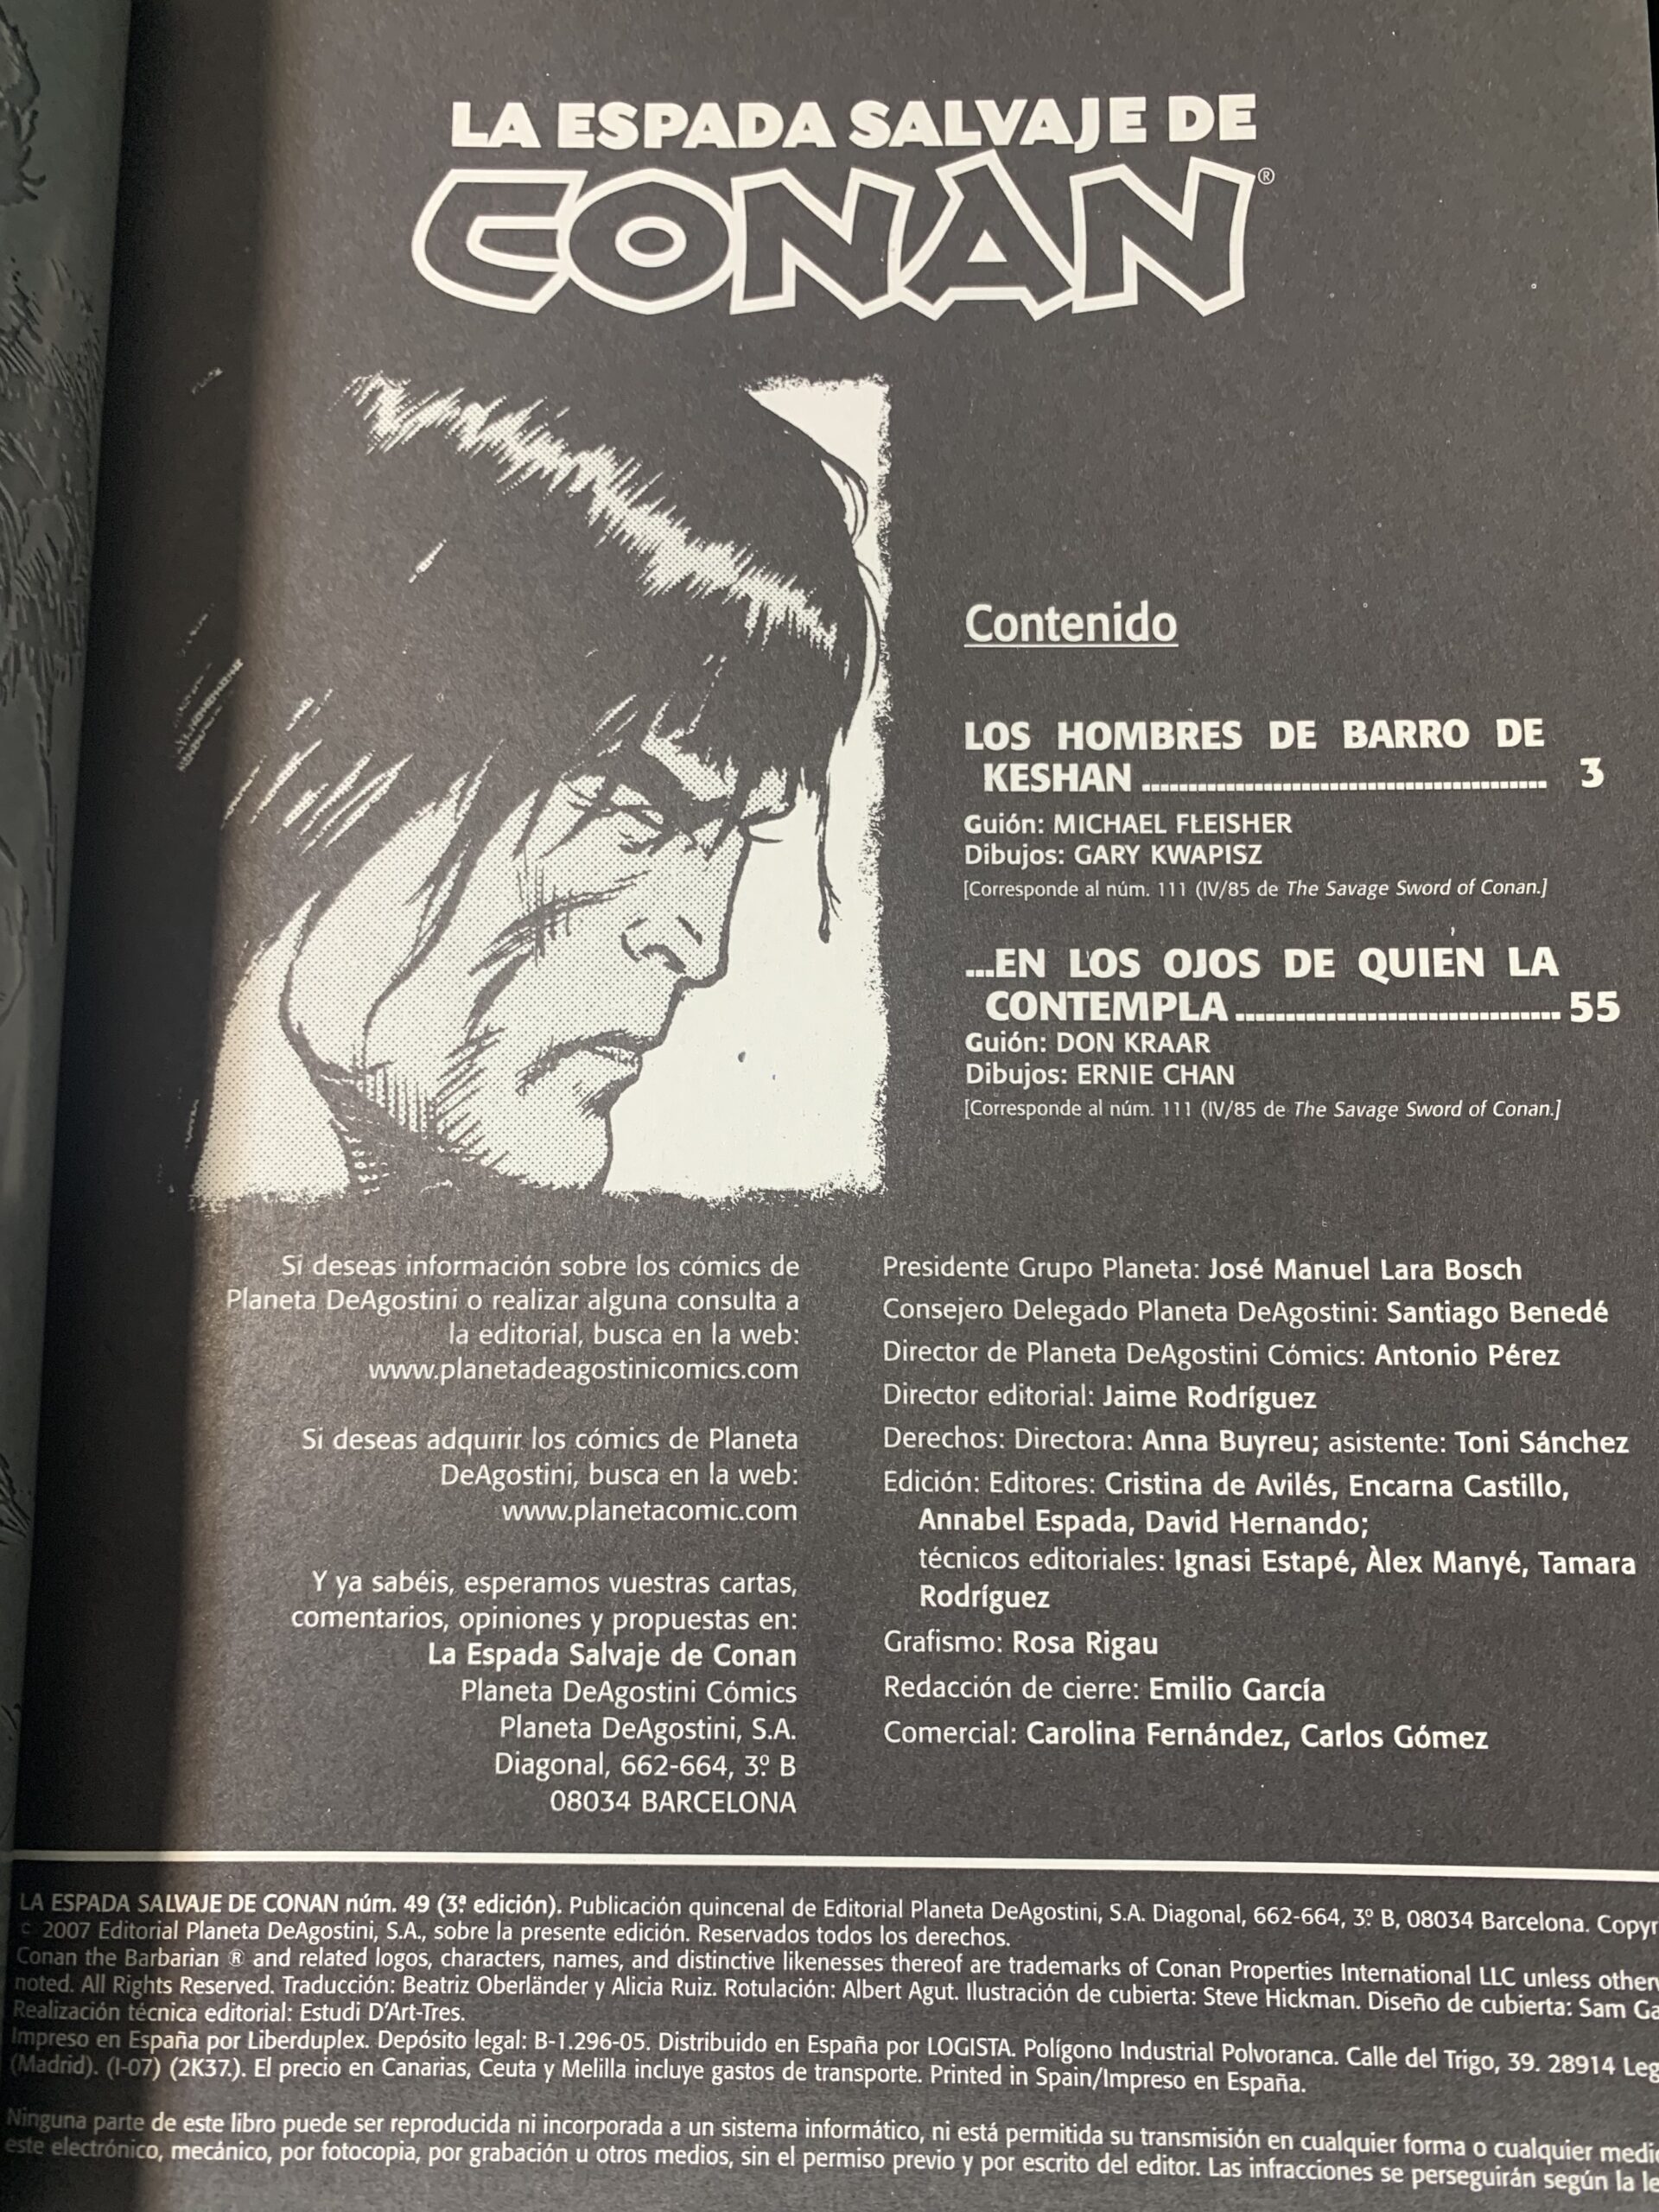 LA ESPADA SALVAJE DE
CONAN®
Contenido
LOS HOMBRES DE BARRO DE
KESHAN ................................................ 3
Guión: MICHAEL FLEISHER
Dibujos: GARY KWAPISZ
[Corresponde al núm. 111 (IV/85 de The Savage Sword of Conan.]
...EN LOS OJOS DE QUIEN LA
CONTEMPLA ...................................... 55
Guión: DON KRAAR
Dibujos: ERNIE CHAN
[Corresponde al núm. 111 (IV/85 de The Savage Sword of Conan.]
Si deseas información sobre los cómics de
Planeta DeAgostini o realizar alguna consulta a
la editorial, busca en la web:
www.planetadeagostinicomics.com
Si deseas adquirir los cómics de Planeta
DeAgostini, busca en la web:
www.planetacomic.com
Y ya sabéis, esperamos vuestras cartas,
comentarios, opiniones y propuestas en:
La Espada Salvaje de Conan
Planeta DeAgostini Cómics
Planeta DeAgostini, S.A.
Diagonal, 662-664, 3º B
08034 BARCELONA
Presidente Grupo Planeta: José Manuel Lara Bosch
Consejero Delegado Planeta DeAgostini: Santiago Benedé
Director de Planeta DeAgostini Cómics: Antonio Pérez
Director editorial: Jaime Rodríguez
Derechos: Directora: Anna Buyreu; asistente: Toni Sánchez
Edición: Editores: Cristina de Avilés, Encarna Castillo,
Annabel Espada, David Hernando;
técnicos editoriales: Ignasi Estapé, Àlex Manyé, Tamara
Rodríguez
Grafismo: Rosa Rigau
Redacción de cierre: Emilio García
Comercial: Carolina Fernández, Carlos Gómez
LA ESPADA SALVAJE DE CONAN núm. 49 (3ª edición). Publicación quincenal de Editorial Planeta DeAgostini, S.A. Diagonal, 662-664, 3º B, 08034 Barcelona. Copyr
© 2007 Editorial Planeta DeAgostini, S.A., sobre la presente edición. Reservados todos los derechos.
Conan the Barbarian ® and related logos, characters, names, and distinctive likenesses thereof are trademarks of Conan Properties International LLC unless other
noted. All Rights Reserved. Traducción: Beatriz Oberländer y Alicia Ruiz. Rotulación: Albert Agut. Ilustración de cubierta: Steve Hickman. Diseño de cubierta: Sam Ga
Realización técnica editorial: Estudi D'Art-Tres.
Impreso en España por Liberduplex. Depósito legal: B-1.296-05. Distribuido en España por LOGISTA. Polígono Industrial Polvoranca. Calle del Trigo, 39. 28914 Leg
(Madrid). (I-07) (2K37.). El precio en Canarias, Ceuta y Melilla incluye gastos de transporte. Printed in Spain/Impreso en España.
Ninguna parte de este libro puede ser reproducida ni incorporada a un sistema informático, ni está permitida su transmisión en cualquier forma o cualquier medio
este electrónico, mecánico, por fotocopia, por grabación u otros medios, sin el permiso previo y por escrito del editor. Las infracciones se perseguirán según la le